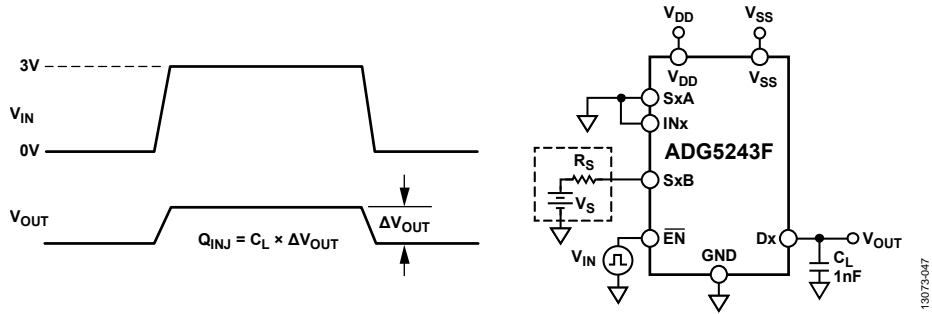 3V
V_IN
0V
V_OUT
ΔV_OUT
Q_INJ = C_L × ΔV_OUT
V_DD
V_SS
V_DD
V_SS
SxA
INx
ADG5243F
R_S
SxB
V_S
EN
Dx
V_OUT
V_IN
GND
C_L
1nF
13073-047